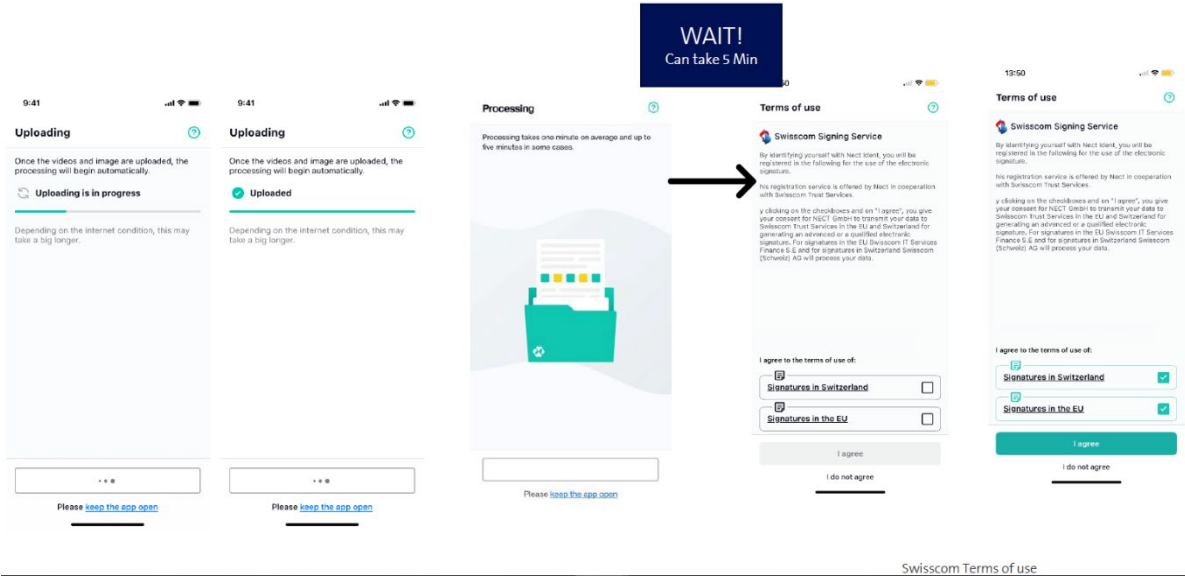 WAIT!
Can take 5 Min
9:41
Uploading
Once the videos and image are uploaded, the
processing will begin automatically.
Uploading is in progress
Depending on the internet condition, this may
take a big longer.
Please keep the app open
9:41
Uploading
Once the videos and image are uploaded, the
processing will begin automatically.
Uploaded
Depending on the internet condition, this may
take a big longer.
Please keep the app open
Processing
Processing takes one minute on average and up to
five minutes in some cases.
Please keep the app open
50
Terms of use
Swisscom Signing Service
By identifying yourself with Nect Ident, you will be
registered in the following for the use of the electronic
signature.
his registration service is offered by Nect in cooperation
with Swisscom Trust Services.
y clicking on the checkboxes and on "I agree", you give
your consent for NECT GmbH to transmit your data to
Swisscom Trust Services in the EU and Switzerland for
generating an advanced or a qualified electronic
signature. For signatures in the EU Swisscom IT Services
Finance S.E and for signatures in Switzerland Swisscom
(Schweiz) AG will process your data.
I agree to the terms of use of:
Signatures in Switzerland
Signatures in the EU
I agree
I do not agree
13:50
Terms of use
Swisscom Signing Service
By identifying yourself with Nect Ident, you will be
registered in the following for the use of the electronic
signature.
his registration service is offered by Nect in cooperation
with Swisscom Trust Services.
y clicking on the checkboxes and on "I agree", you give
your consent for NECT GmbH to transmit your data to
Swisscom Trust Services in the EU and Switzerland for
generating an advanced or a qualified electronic
signature. For signatures in the EU Swisscom IT Services
Finance S.E and for signatures in Switzerland Swisscom
(Schweiz) AG will process your data.
I agree to the terms of use of:
Signatures in Switzerland
Signatures in the EU
I agree
I do not agree
Swisscom Terms of use